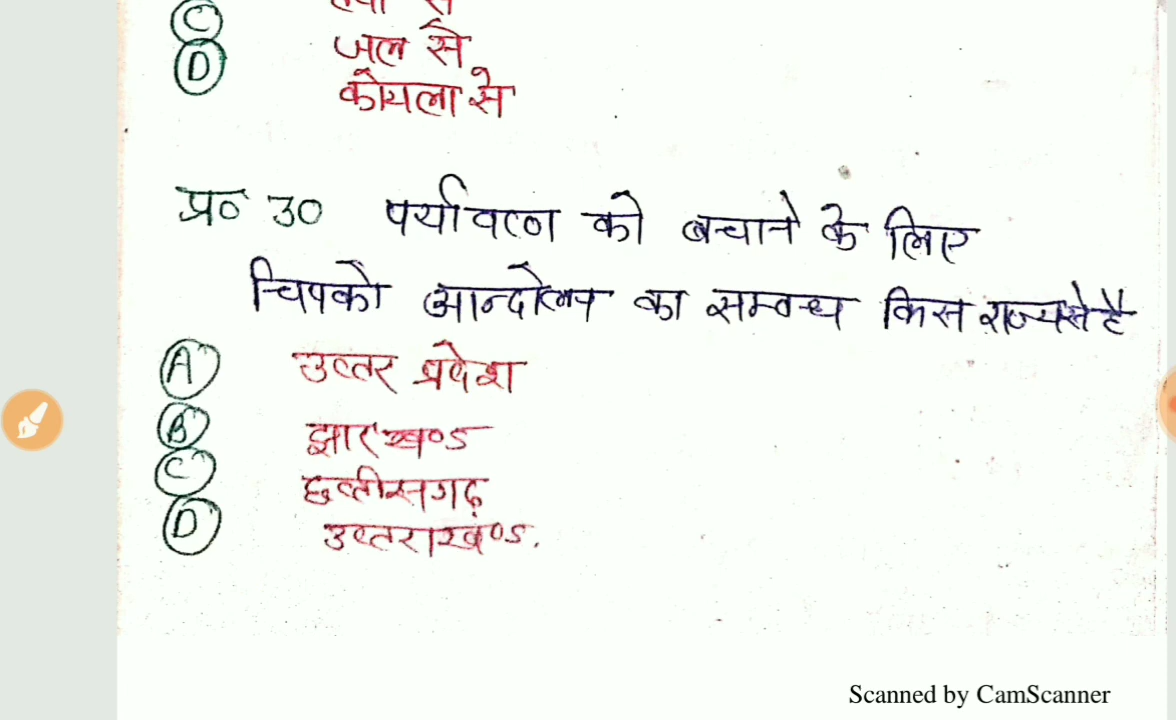 C
D जल से
कोयला से
प्र० 30 पर्यावरण को बचाने के लिए
चिपको आन्दोलन का सम्बन्ध किस राज्य से है
A उत्तर प्रदेश
B झारखण्ड
C छत्तीसगढ़
D उत्तराखण्ड.
Scanned by CamScanner